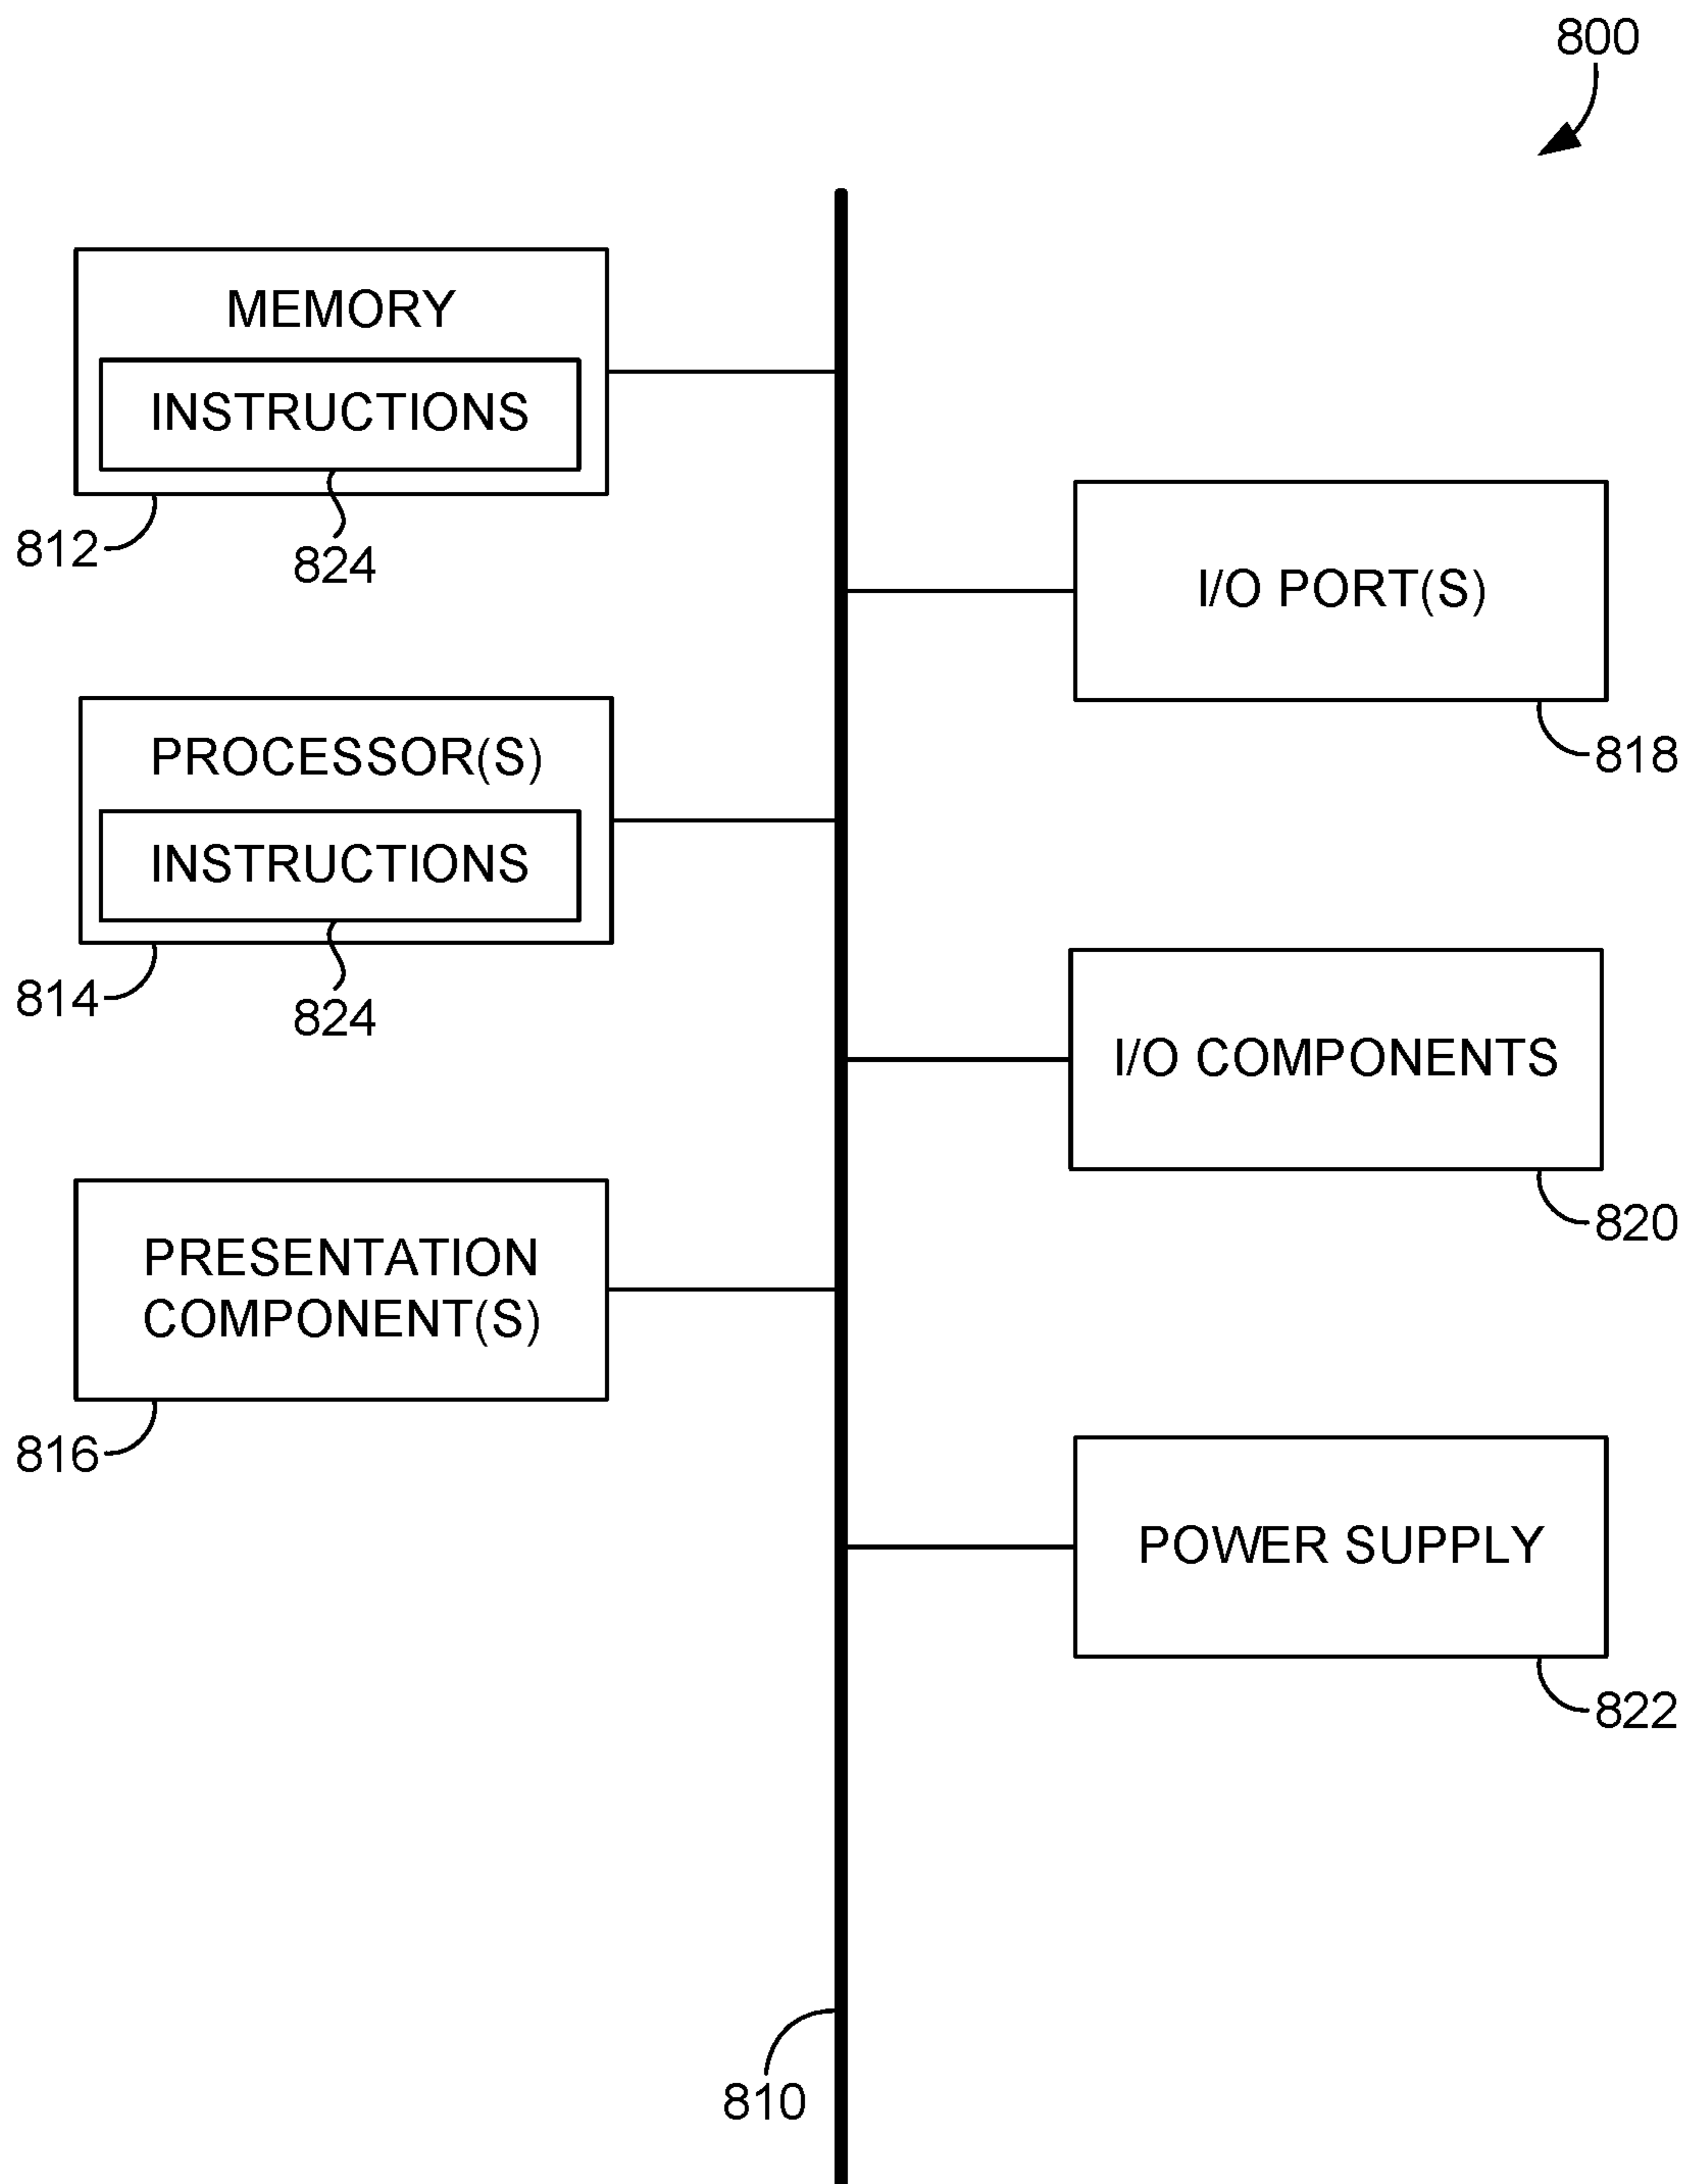 800
MEMORY
INSTRUCTIONS
812
824
PROCESSOR(S)
INSTRUCTIONS
814
824
PRESENTATION
COMPONENT(S)
816
I/O PORT(S)
818
I/O COMPONENTS
820
POWER SUPPLY
822
810